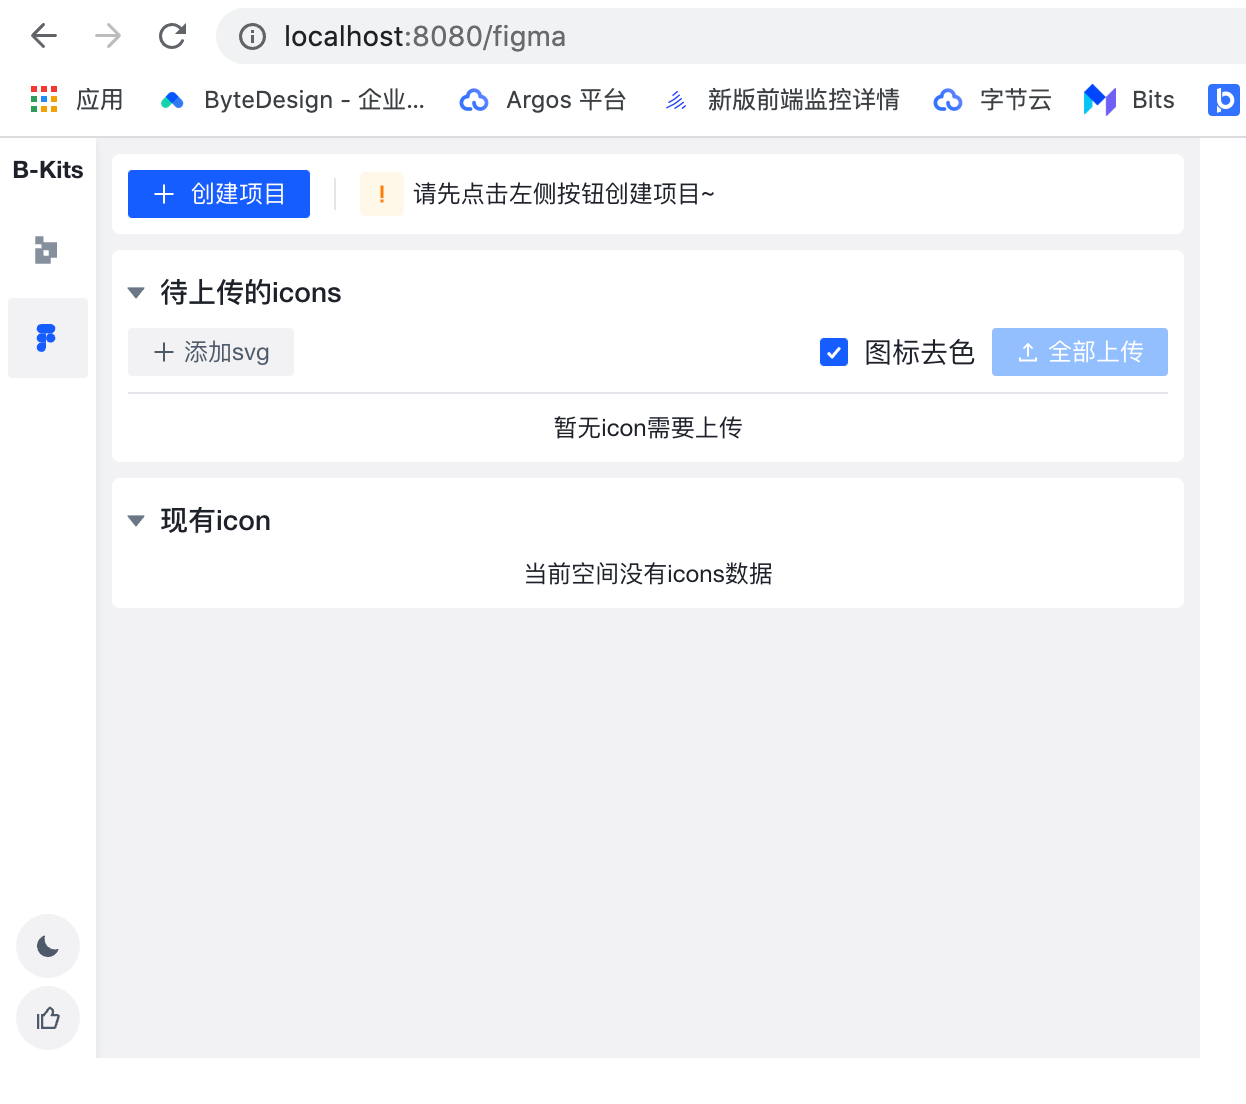 localhost:8080/figma
应用 ByteDesign - 企业... Argos 平台 新版前端监控详情 字节云 Bits
B-Kits
创建项目 请先点击左侧按钮创建项目~
待上传的icons
添加svg 图标去色 全部上传
暂无icon需要上传
现有icon
当前空间没有icons数据